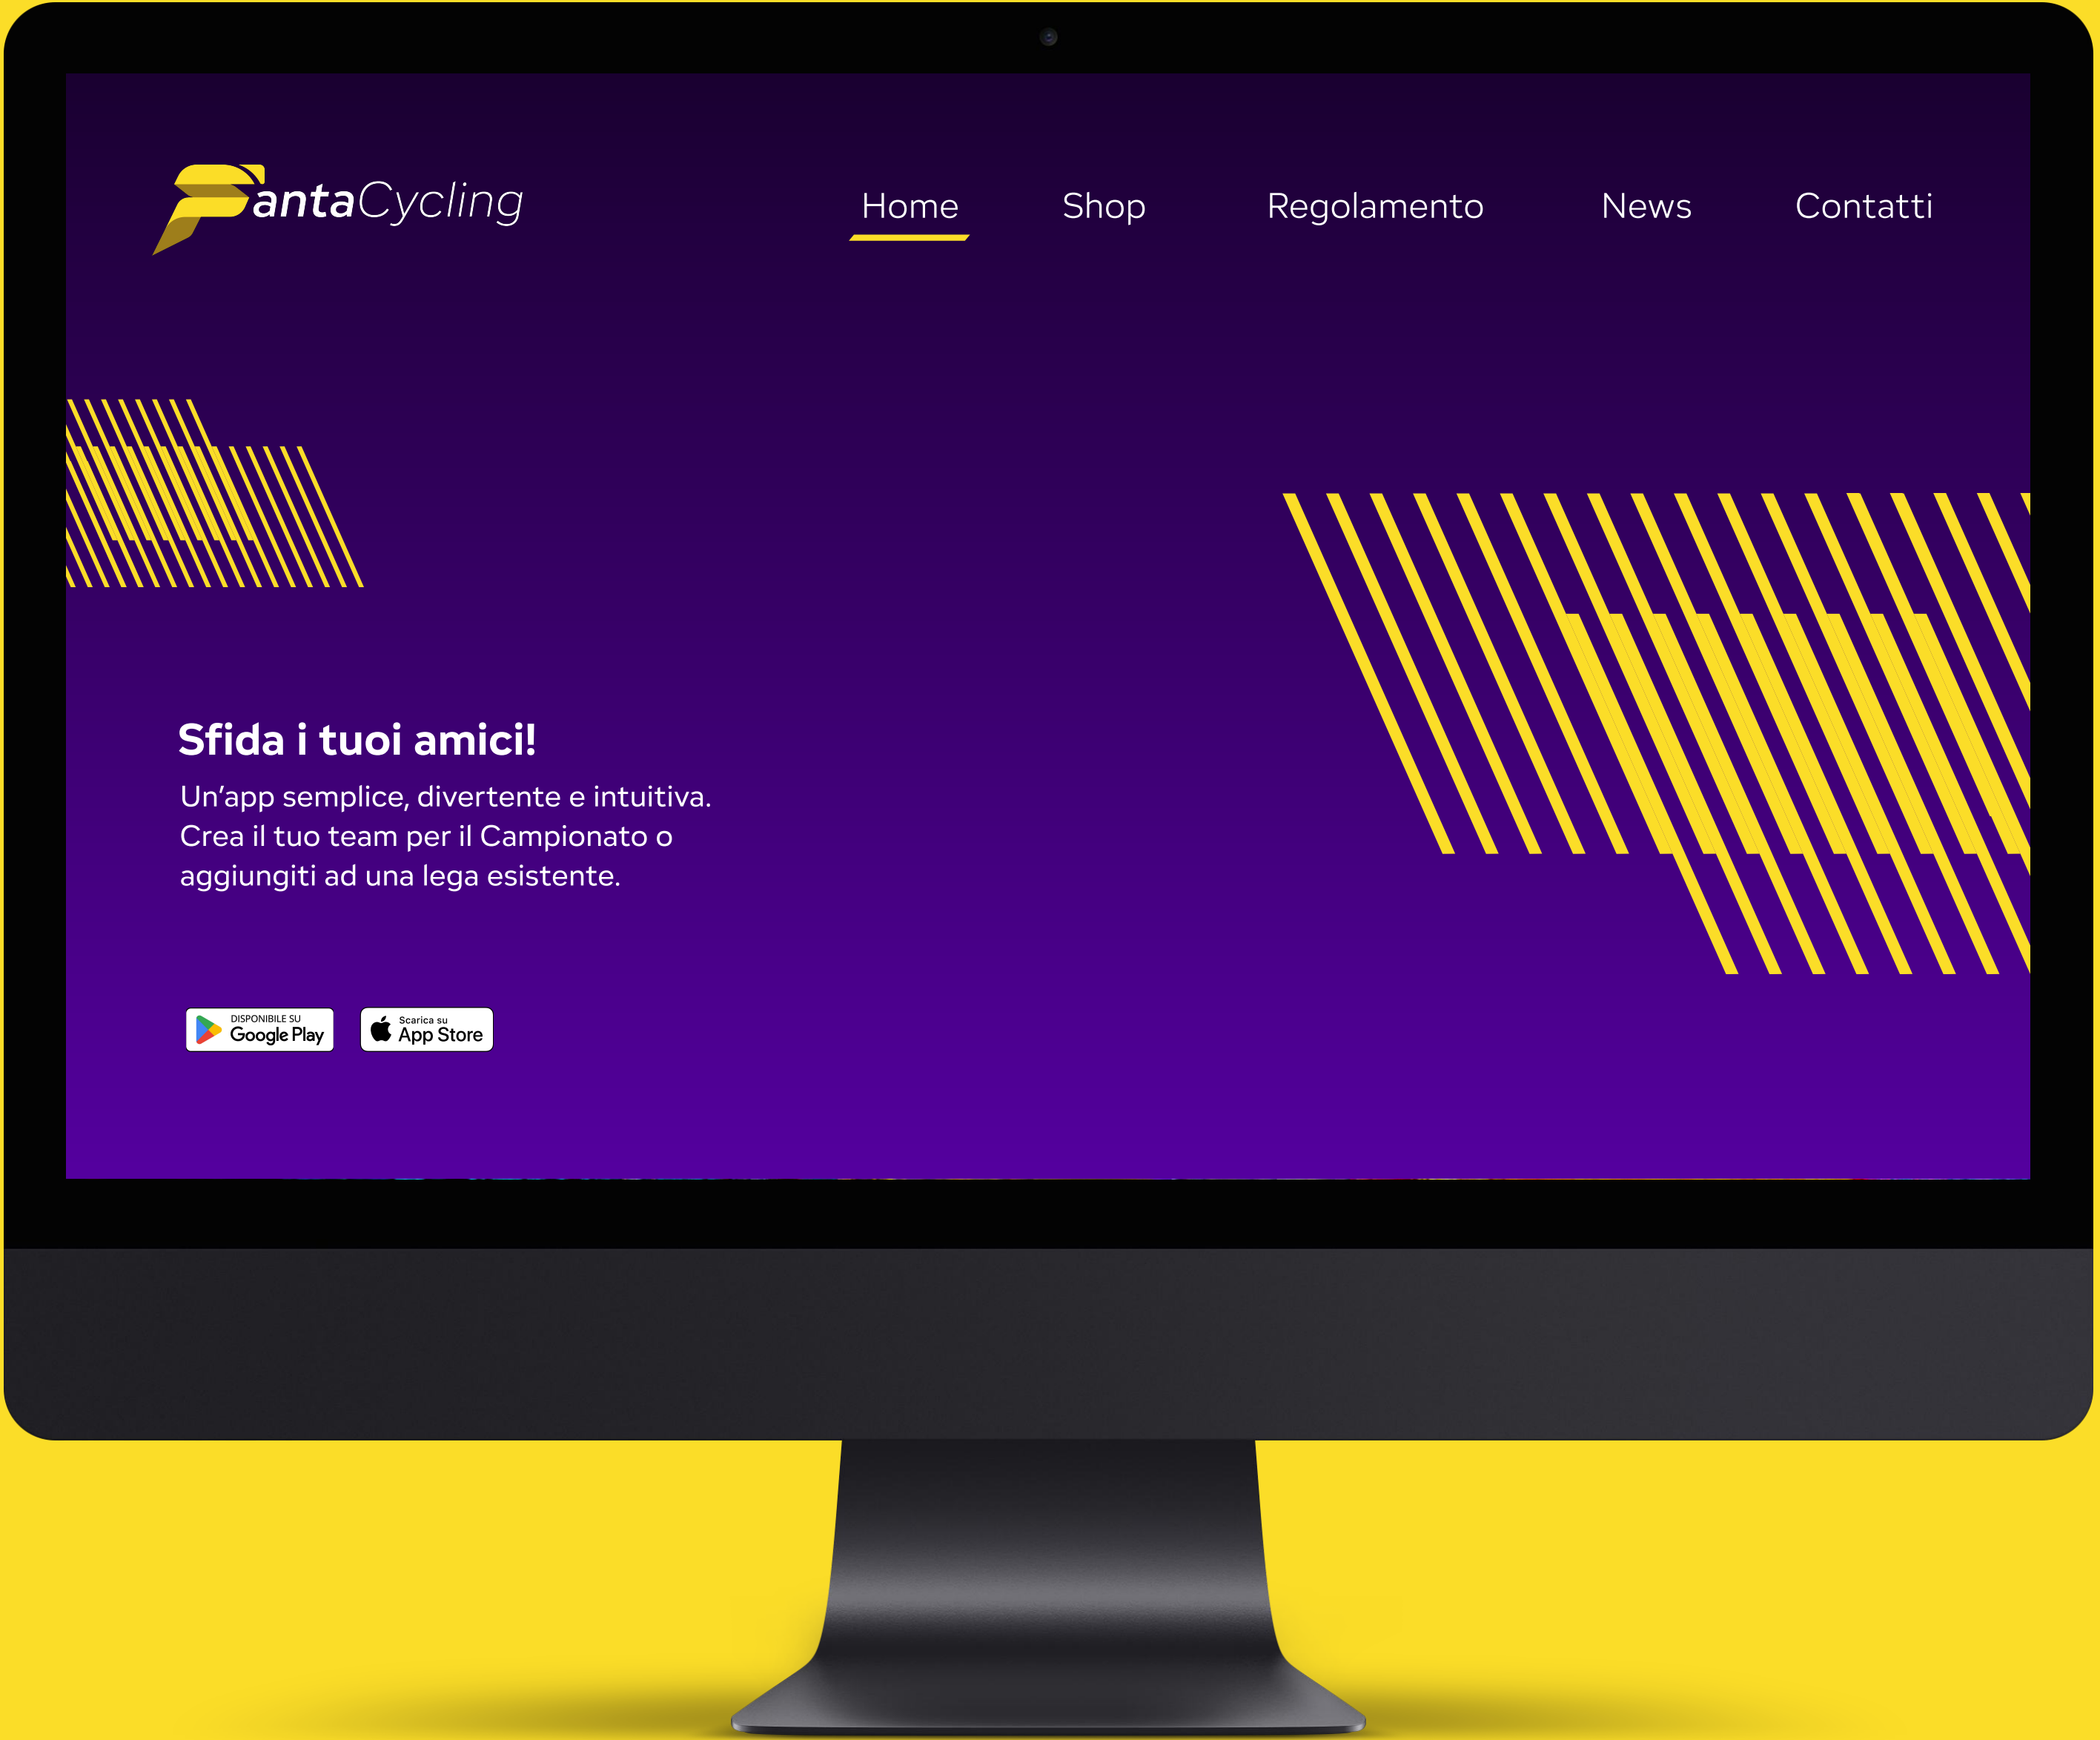 FantaCycling
Home
Shop
Regolamento
News
Contatti
Sfida i tuoi amici!
Un’app semplice, divertente e intuitiva.
Crea il tuo team per il Campionato o
aggiungiti ad una lega esistente.
DISPONIBILE SU
Google Play
Scarica su
App Store